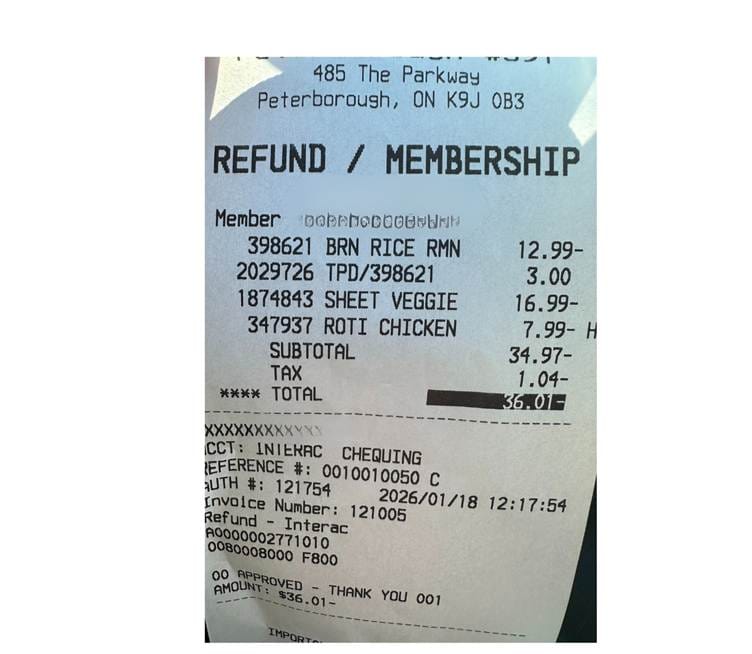 485 The Parkway
Peterborough, ON K9J 0B3
REFUND / MEMBERSHIP
Member
398621 BRN RICE RMN 12.99-
2029726 TPD/398621 3.00
1874843 SHEET VEGGIE 16.99-
347937 ROTI CHICKEN 7.99- H
SUBTOTAL 34.97-
TAX 1.04-
**** TOTAL 36.01-
XXXXXXXXXXXXX
CCT: INTERAC CHEQUING
EFERENCE #: 0010010050 C
AUTH #: 121754 2026/01/18 12:17:54
Invoice Number: 121005
Refund - Interac
A0000002771010
0080008000 F800
00 APPROVED - THANK YOU 001
AMOUNT: $36.01-